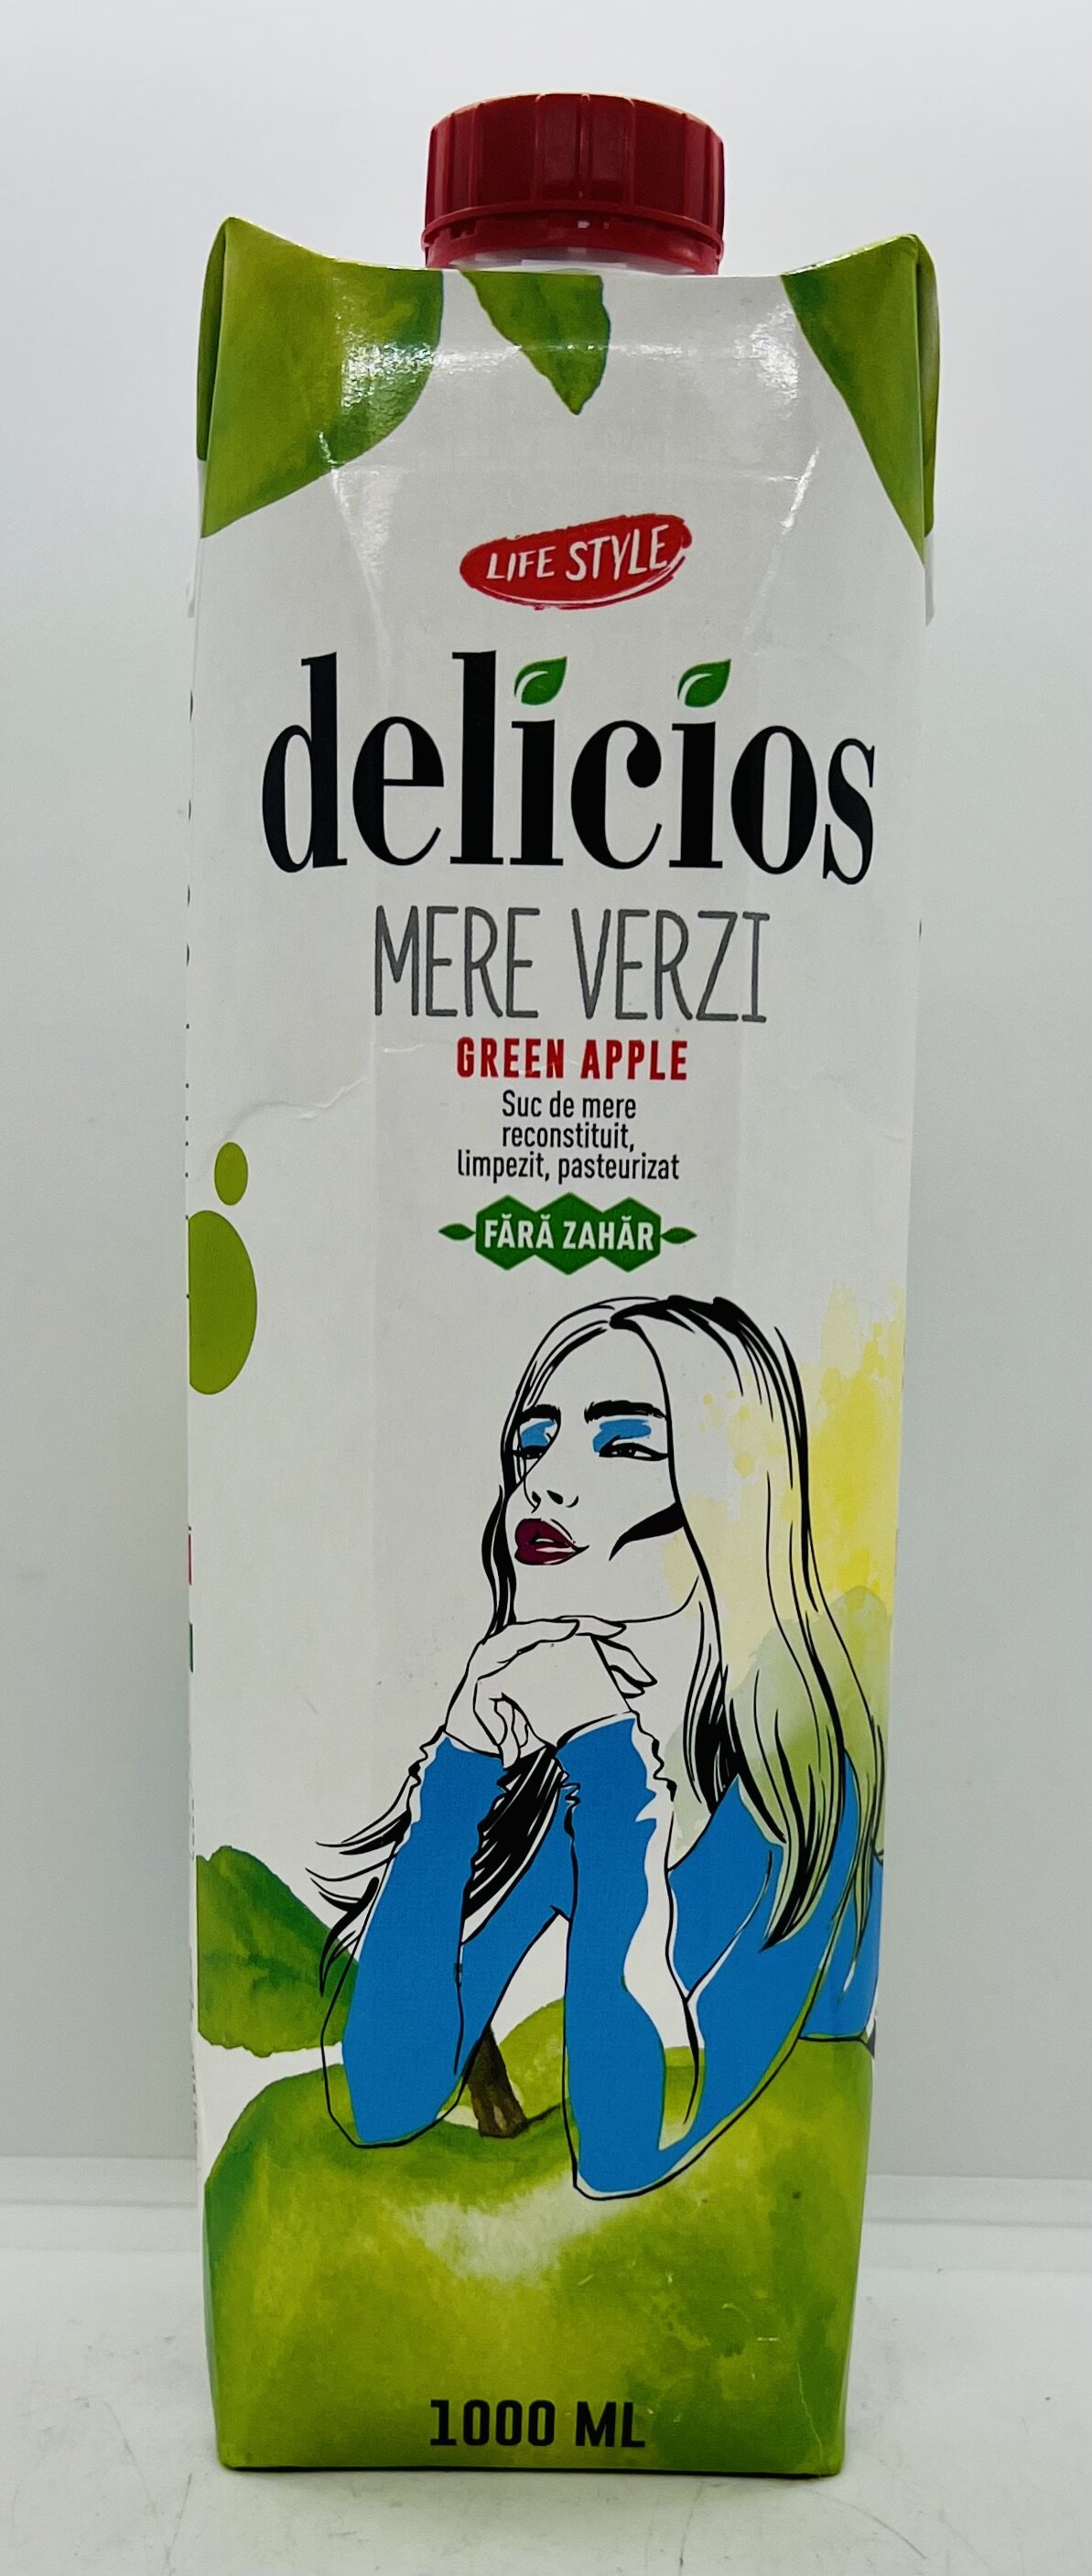 LIFE STYLE
delicios
MERE VERZI
GREEN APPLE
Suc de mere
reconstituit,
limpezit, pasteurizat
FĂRĂ ZAHĂR
1000 ML